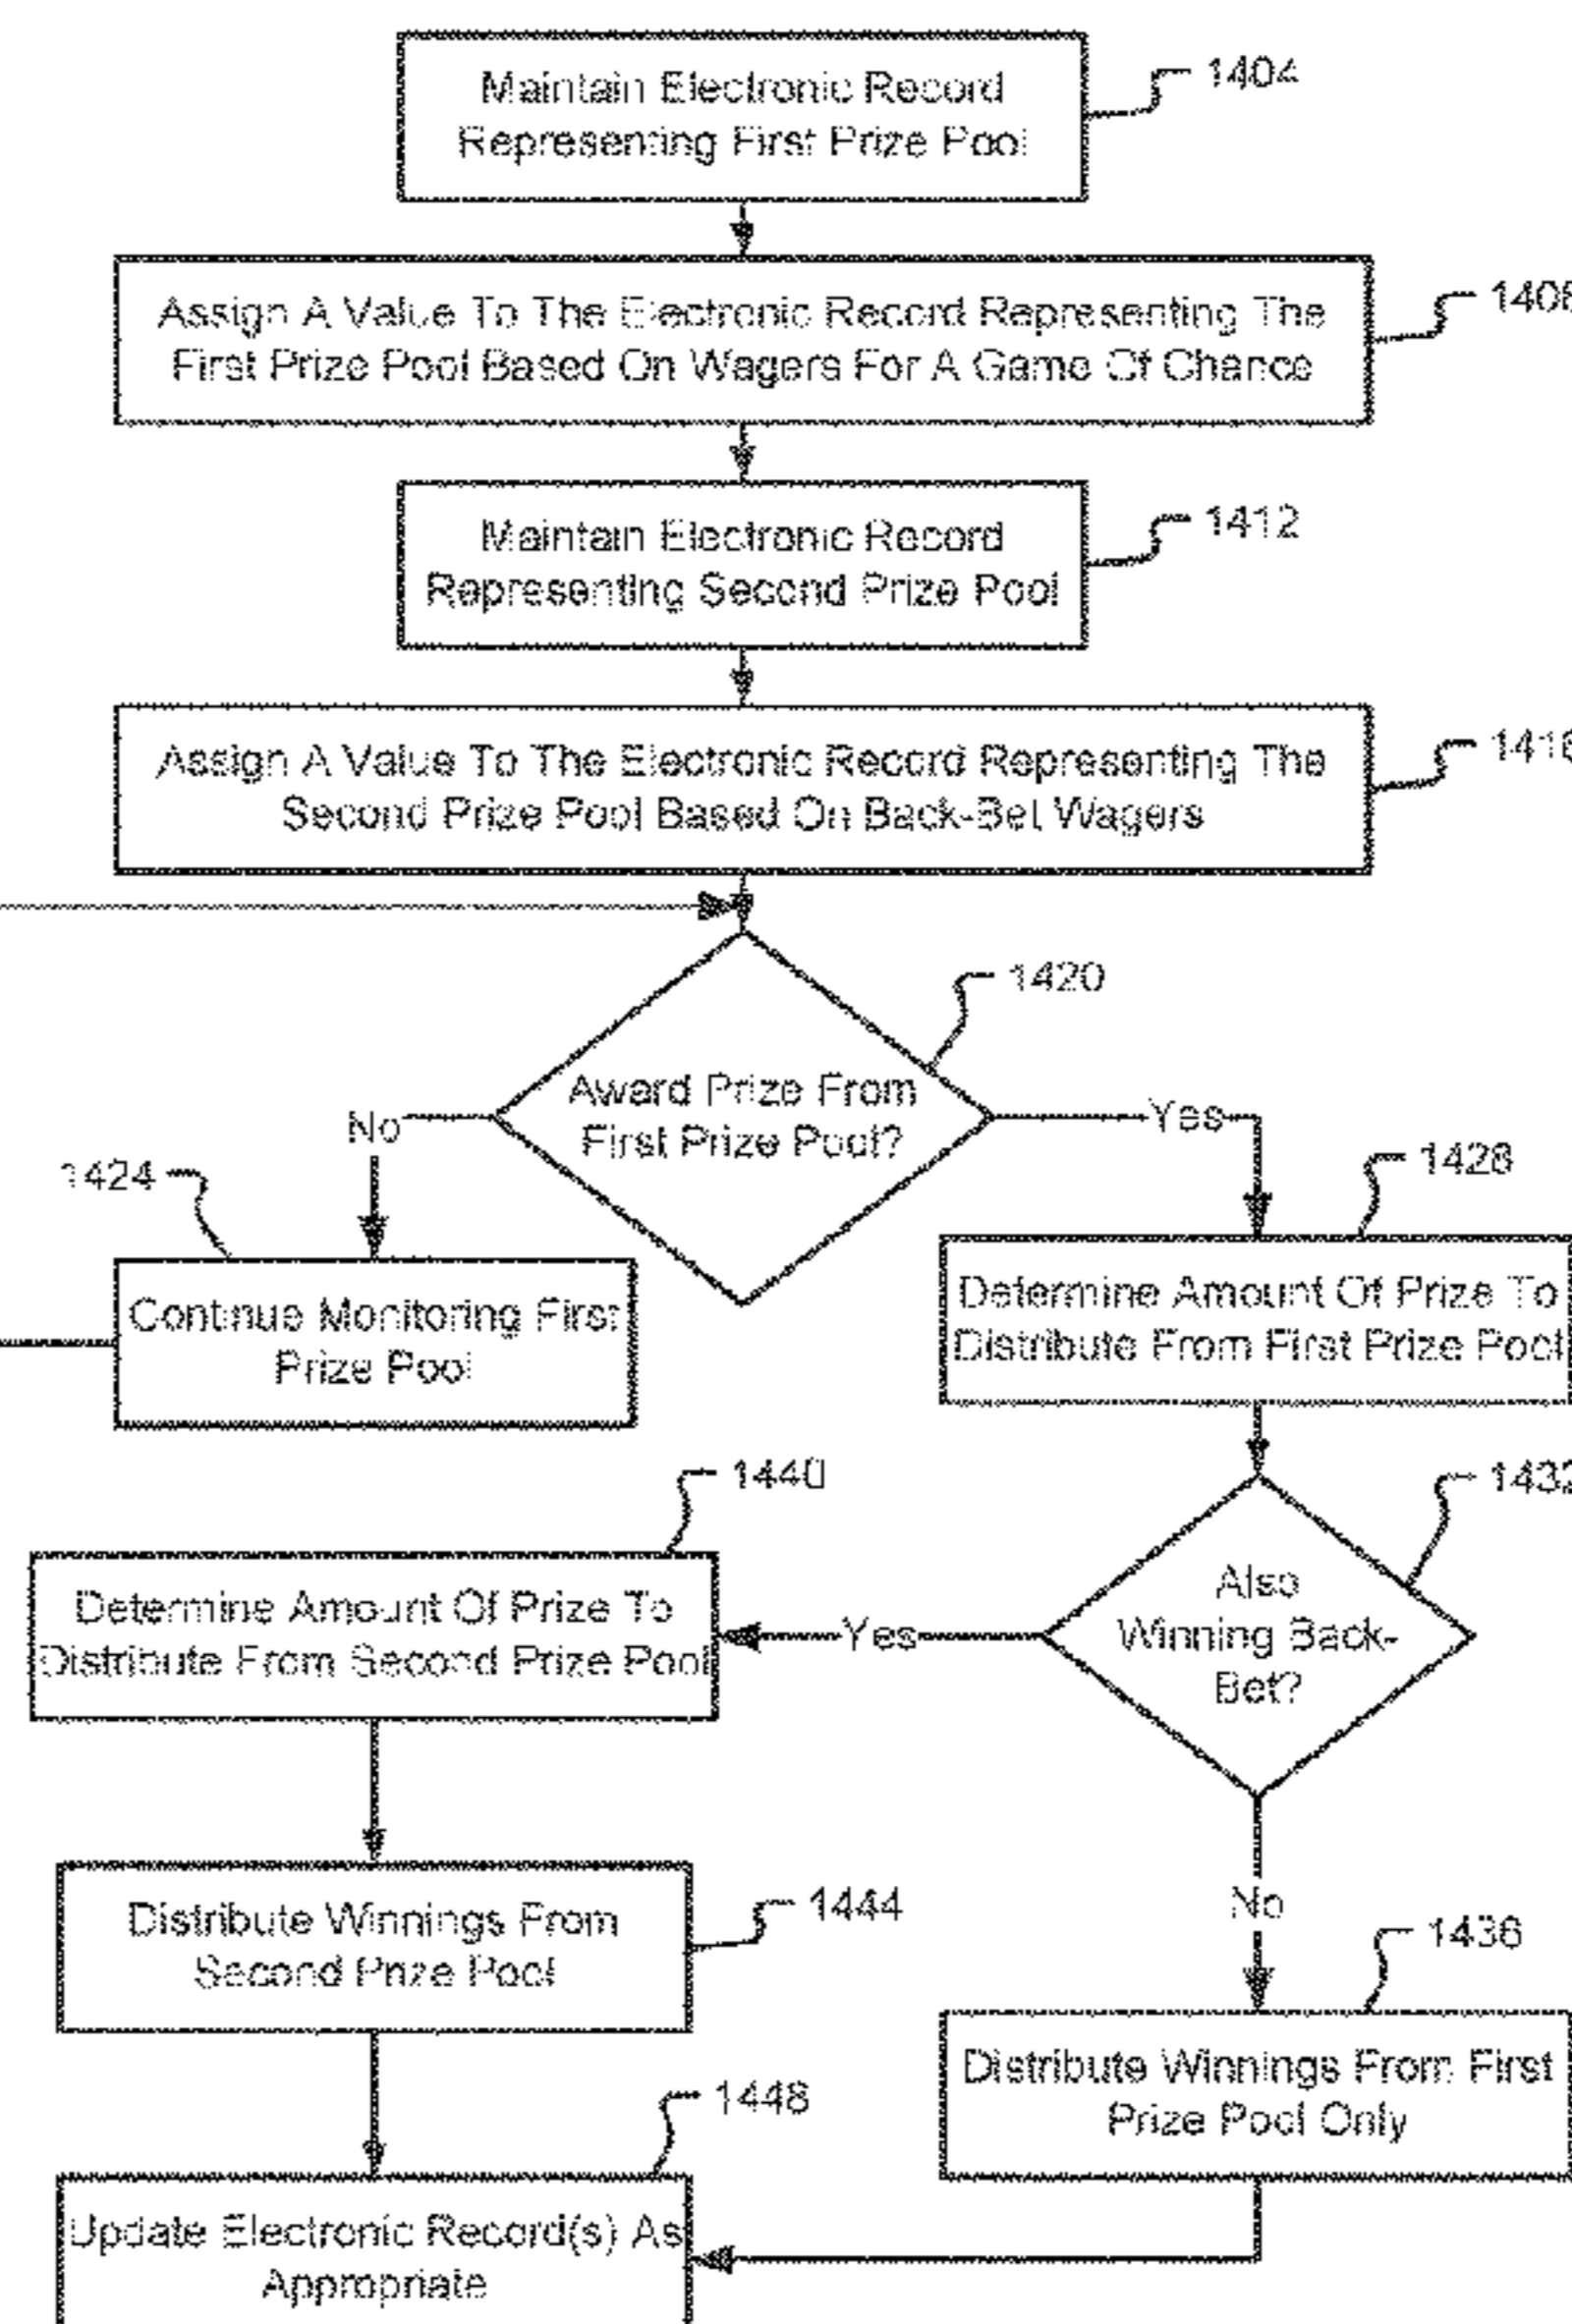 Maintain Electronic Record
Representing First Prize Pool
1404
Assign A Value To The Electronic Record Representing The
First Prize Pool Based On Wagers For A Game Of Chance
1408
Maintain Electronic Record
Representing Second Prize Pool
1412
Assign A Value To The Electronic Record Representing The
Second Prize Pool Based On Back-Bet Wagers
1416
1420
Award Prize From
First Prize Pool?
No
Yes
1424
1428
Continue Monitoring First
Prize Pool
Determine Amount Of Prize To
Distribute From First Prize Pool
1440
1432
Determine Amount Of Prize To
Distribute From Second Prize Pool
Yes
Also
Winning Back-
Bet?
No
1444
Distribute Winnings From
Second Prize Pool
1436
Distribute Winnings From First
Prize Pool Only
1448
Update Electronic Record(s) As
Appropriate